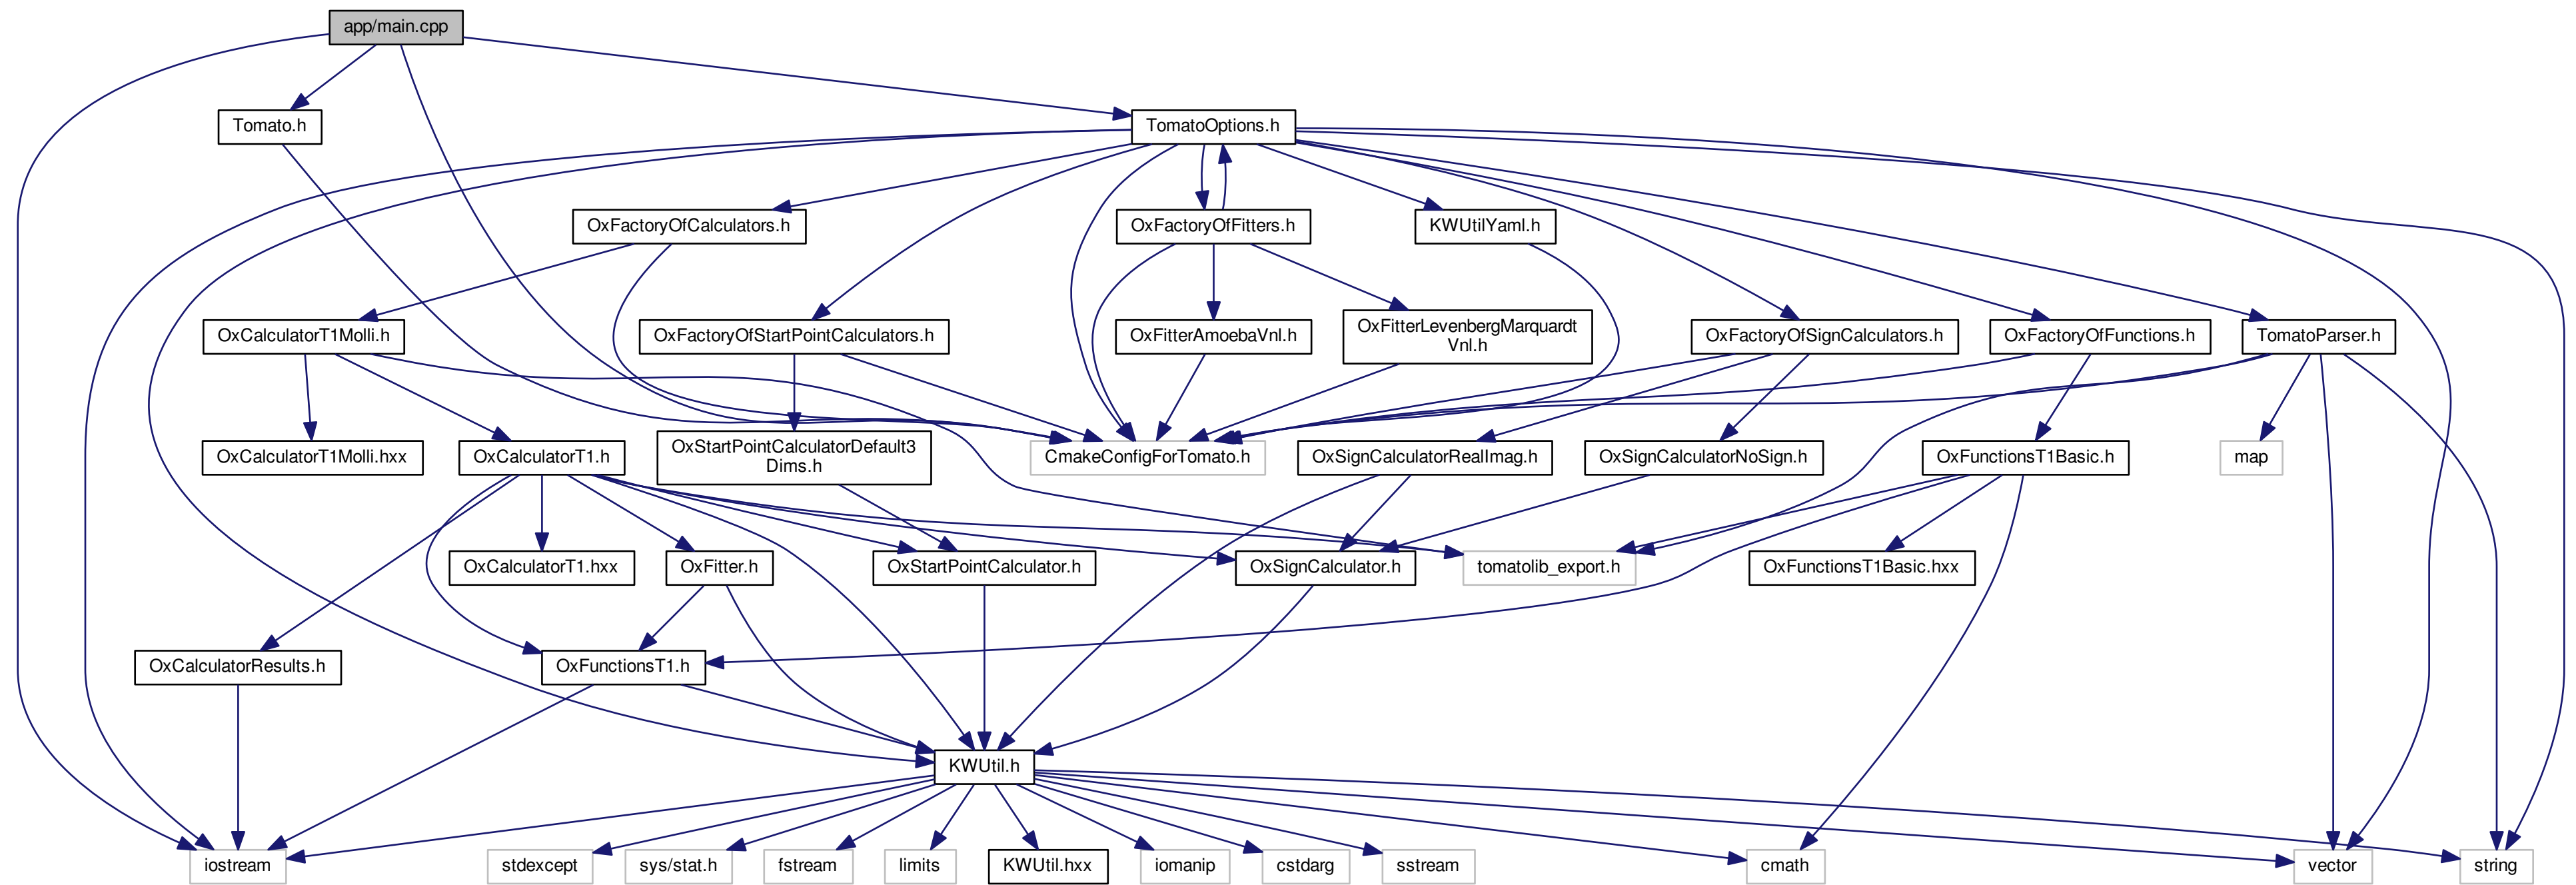 app/main.cpp
Tomato.h
TomatoOptions.h
OxFactoryOfCalculators.h
OxFactoryOfFitters.h
KWUtilYaml.h
OxCalculatorT1Molli.h
OxFactoryOfStartPointCalculators.h
OxFitterAmoebaVnl.h
OxFitterLevenbergMarquardt
Vnl.h
OxFactoryOfSignCalculators.h
OxFactoryOfFunctions.h
TomatoParser.h
OxCalculatorT1Molli.hxx
OxCalculatorT1.h
OxStartPointCalculatorDefault3
Dims.h
CmakeConfigForTomato.h
OxSignCalculatorRealImag.h
OxSignCalculatorNoSign.h
OxFunctionsT1Basic.h
map
OxCalculatorT1.hxx
OxFitter.h
OxStartPointCalculator.h
OxSignCalculator.h
tomatolib_export.h
OxFunctionsT1Basic.hxx
OxCalculatorResults.h
OxFunctionsT1.h
KWUtil.h
iostream
stdexcept
sys/stat.h
fstream
limits
KWUtil.hxx
iomanip
cstdarg
sstream
cmath
vector
string